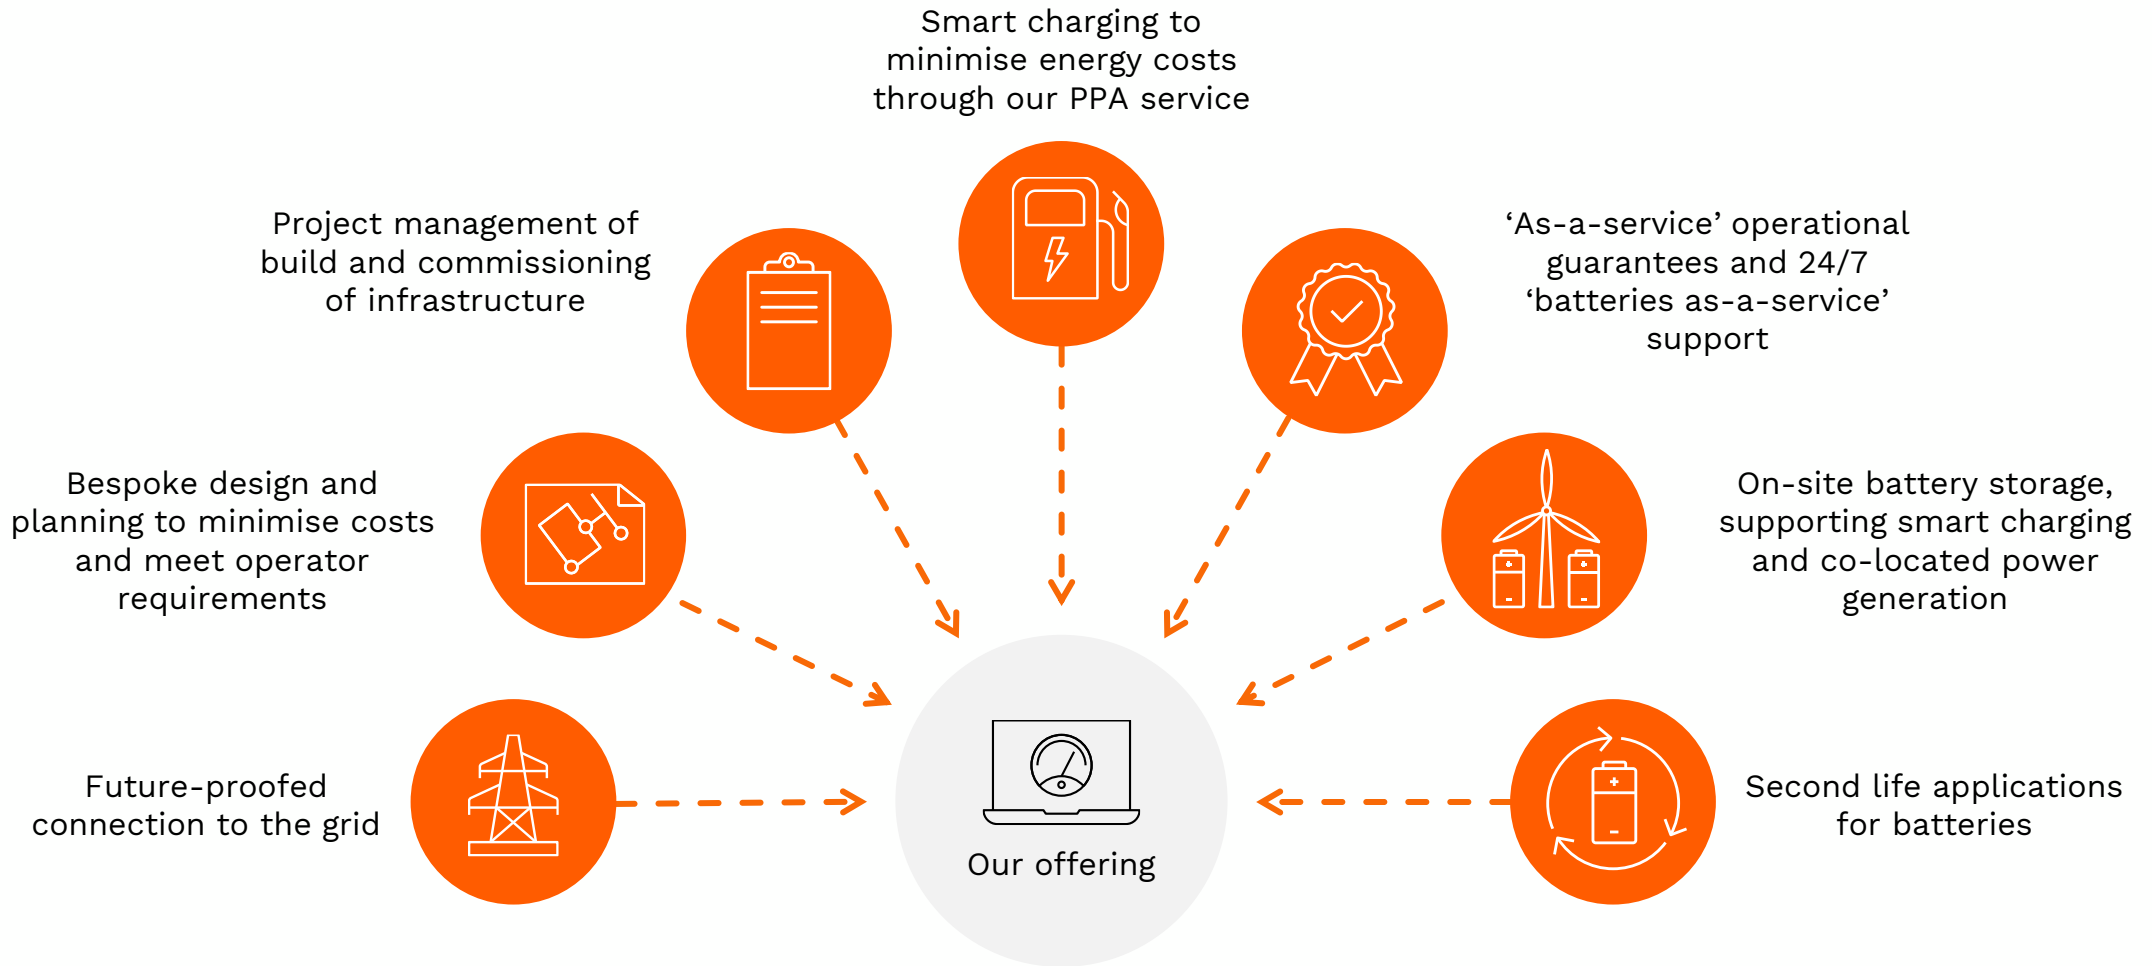 Smart charging to
minimise energy costs
through our PPA service
Project management of
build and commissioning
of infrastructure
‘As-a-service’ operational
guarantees and 24/7
‘batteries as-a-service’
support
Bespoke design and
planning to minimise costs
and meet operator
requirements
On-site battery storage,
supporting smart charging
and co-located power
generation
Future-proofed
connection to the grid
Second life applications
for batteries
Our offering